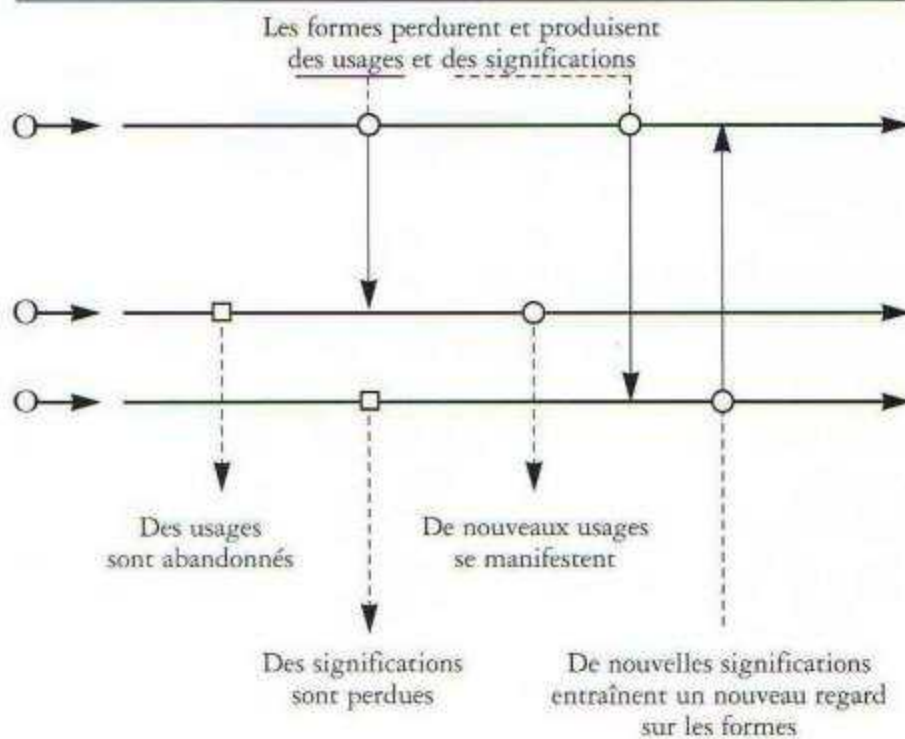 Les formes perdurent et produisent
des usages et des significations
Des usages
sont abandonnés
De nouveaux usages
se manifestent
Des significations
sont perdues
De nouvelles significations
entraînent un nouveau regard
sur les formes